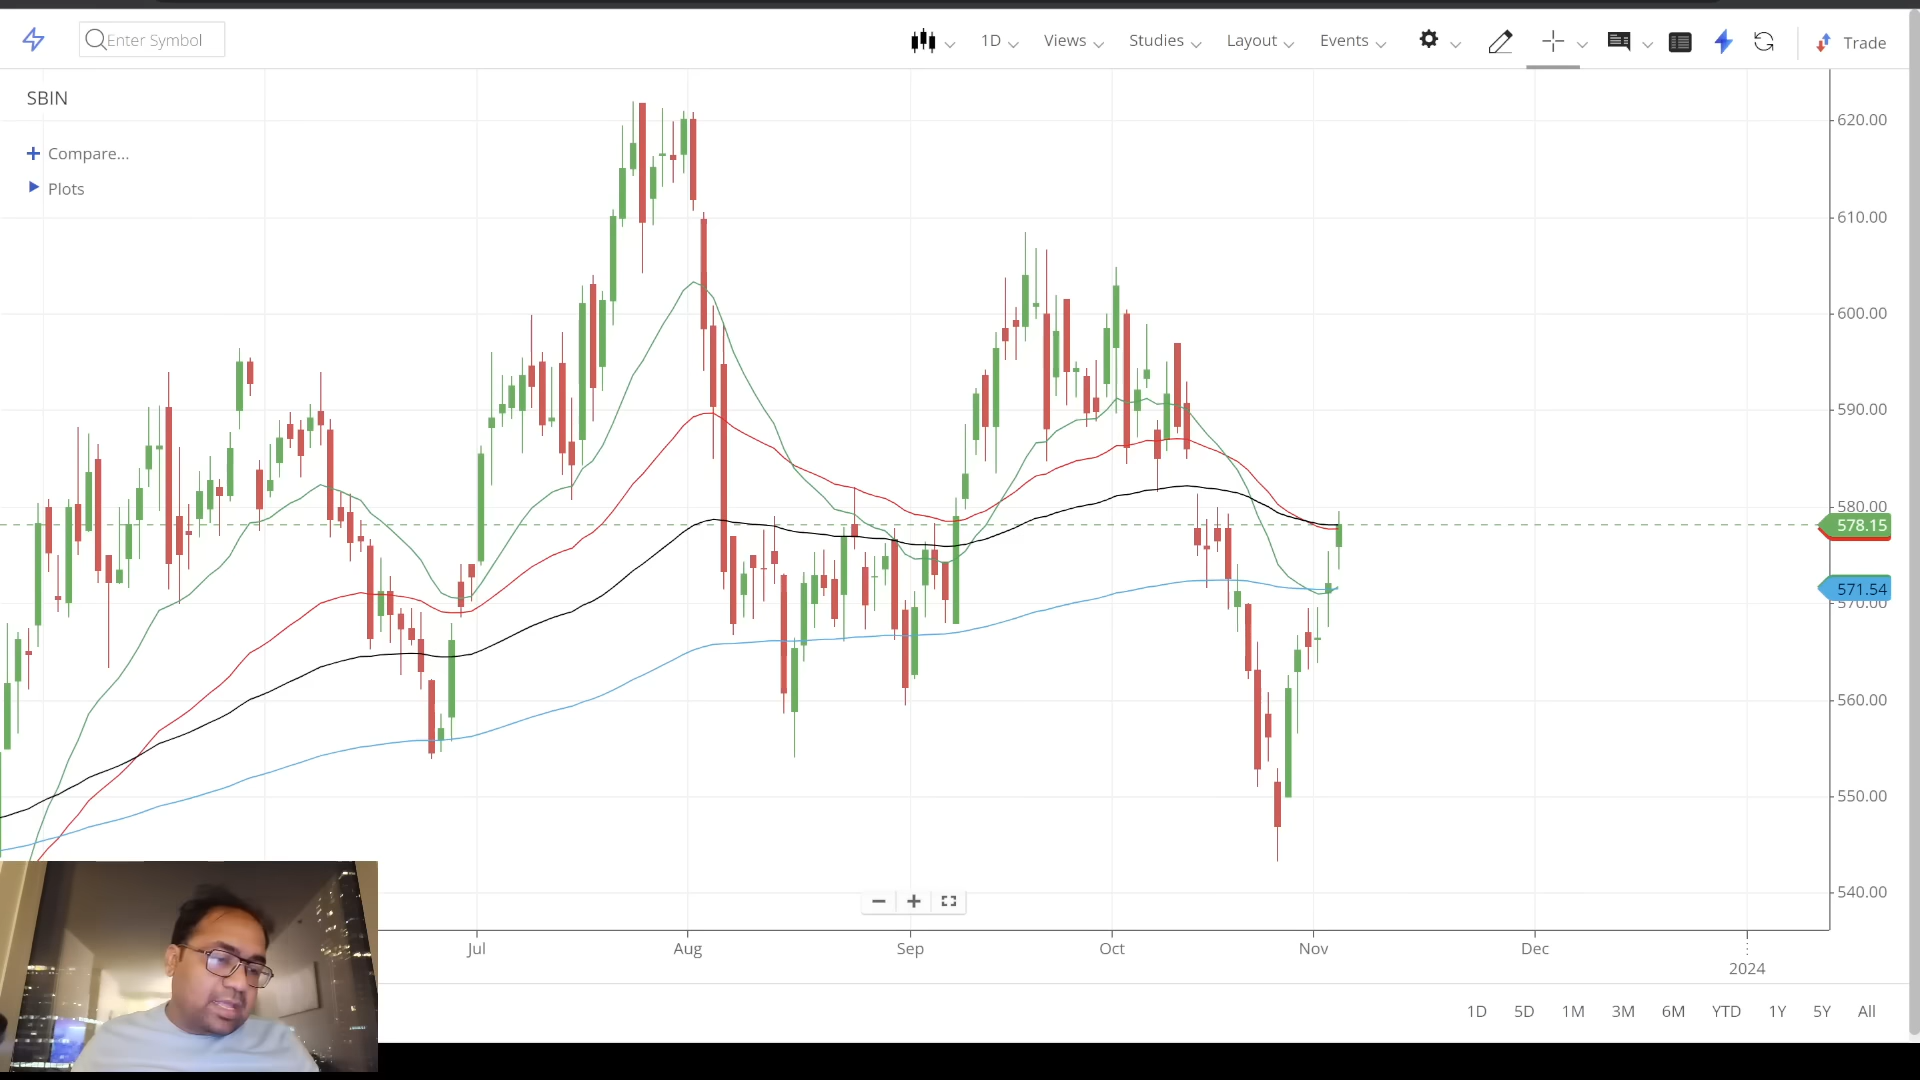 Enter Symbol
1D
Views
Studies
Layout
Events
Trade
SBIN
Compare...
Plots
620.00
610.00
600.00
590.00
580.00
578.15
571.54
570.00
560.00
550.00
540.00
Jul
Aug
Sep
Oct
Nov
Dec
2024
1D
5D
1M
3M
6M
YTD
1Y
5Y
All